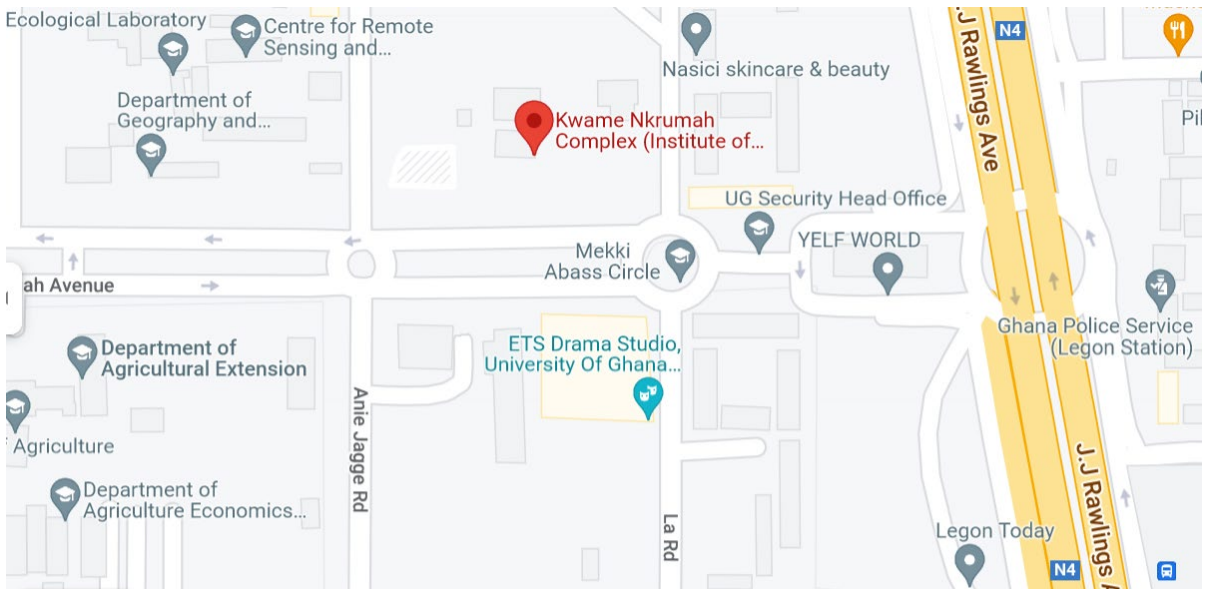 Ecological Laboratory
Centre for Remote
Sensing and...
Department of
Geography and...
Kwame Nkrumah
Complex (Institute of...
Nasici skincare & beauty
N4
J.J Rawlings Ave
UG Security Head Office
YELF WORLD
Mekki
Abass Circle
ah Avenue
Department of
Agricultural Extension
Agriculture
Department of
Agriculture Economics...
Anie Jagge Rd
ETS Drama Studio,
University Of Ghana...
La Rd
Ghana Police Service
(Legon Station)
J.J Rawlings A
Legon Today
N4
Pil